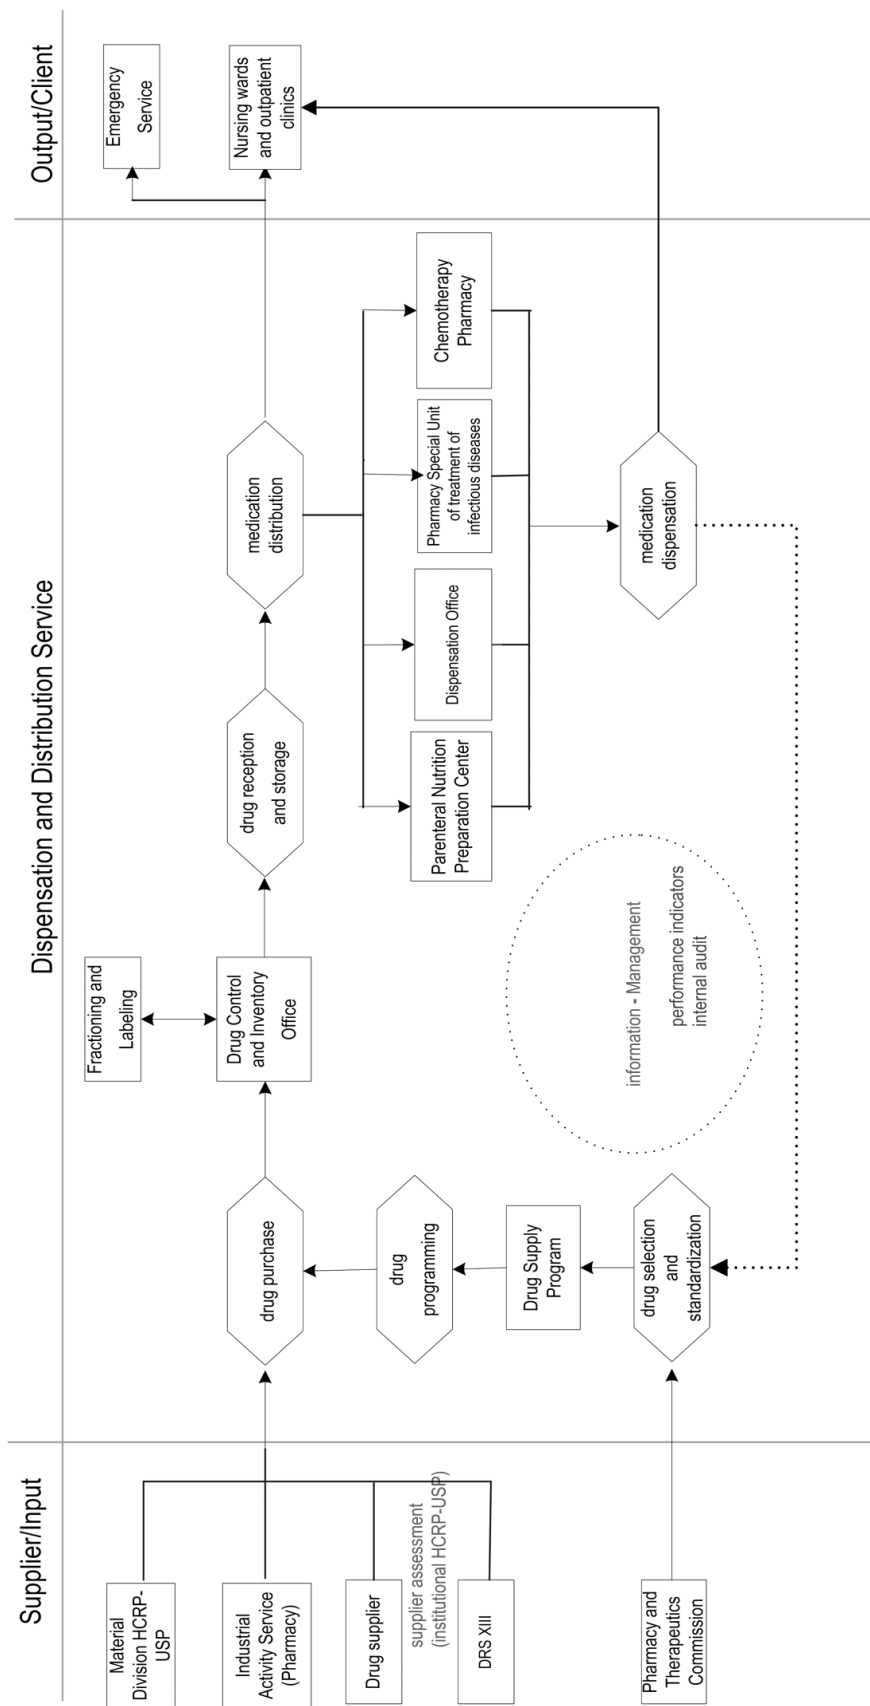 Supplier/Input
Dispensation and Distribution Service
Output/Client
Material
Division HCRP-
USP
Industrial
Activity Service
(Pharmacy)
Drug supplier
supplier assessment
(institutional HCRP-USP)
DRS XIII
Pharmacy and
Therapeutics
Commission
drug purchase
drug
programming
Drug Supply
Program
drug selection
and
standardization
Fractioning and
Labeling
Drug Control
and Inventory
Office
drug reception
and storage
medication
distribution
Parenteral Nutrition
Preparation Center
Dispensation Office
Pharmacy Special Unit
of treatment of
infectious diseases
Chemotherapy
Pharmacy
medication
dispensation
information - Management
performance indicators
internal audit
Emergency
Service
Nursing wards
and outpatient
clinics